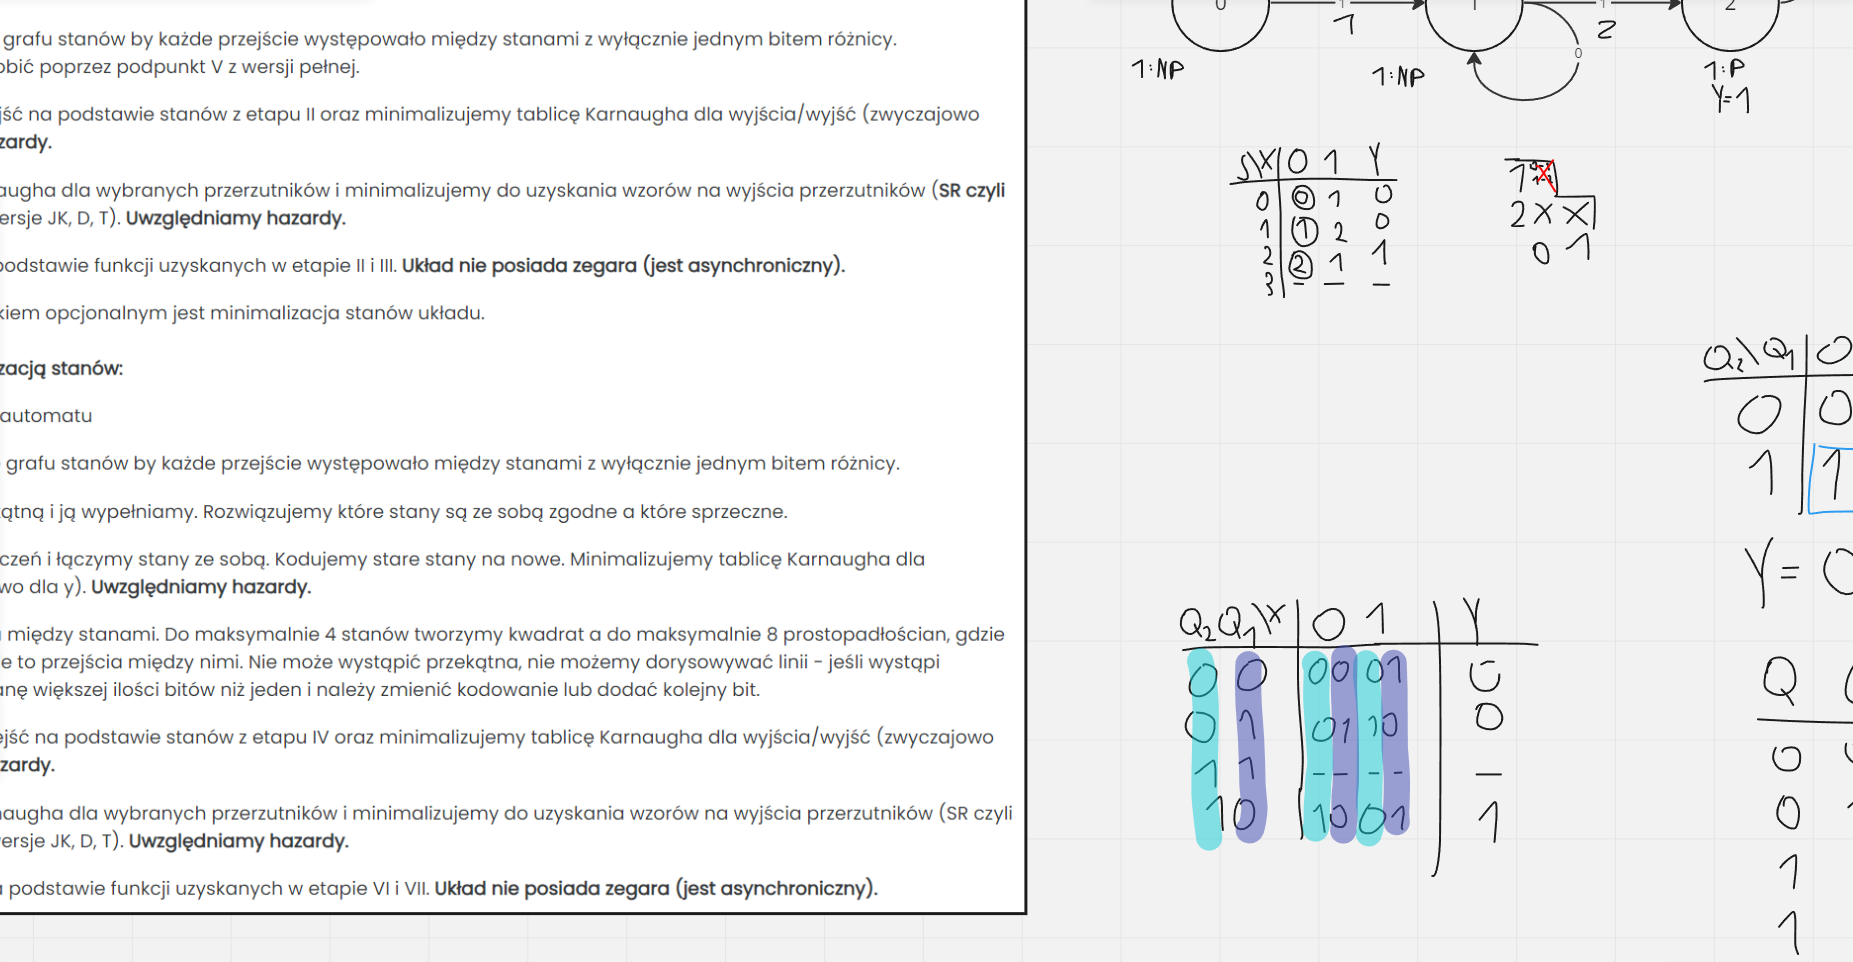 grafu stanów by każde przejście występowało między stanami z wyłącznie jednym bitem różnicy.
obić poprzez podpunkt V z wersji pełnej.
jść na podstawie stanów z etapu II oraz minimalizujemy tablicę Karnaugha dla wyjścia/wyjść (zwyczajowo
zardy.
augha dla wybranych przerzutników i minimalizujemy do uzyskania wzorów na wyjścia przerzutników (SR czyli
ersje JK, D, T). Uwzględniamy hazardy.
podstawie funkcji uzyskanych w etapie II i III. Układ nie posiada zegara (jest asynchroniczny).
kiem opcjonalnym jest minimalizacja stanów układu.
zacją stanów:
automatu
grafu stanów by każde przejście występowało między stanami z wyłącznie jednym bitem różnicy.
ątną i ją wypełniamy. Rozwiązujemy które stany są ze sobą zgodne a które sprzeczne.
czeń i łączymy stany ze sobą. Kodujemy stare stany na nowe. Minimalizujemy tablicę Karnaugha dla
wo dla y). Uwzględniamy hazardy.
między stanami. Do maksymalnie 4 stanów tworzymy kwadrat a do maksymalnie 8 prostopadłościan, gdzie
e to przejścia między nimi. Nie może wystąpić przekątna, nie możemy dorysowywać linii - jeśli wystąpi
anę większej ilości bitów niż jeden i należy zmienić kodowanie lub dodać kolejny bit.
ejść na podstawie stanów z etapu IV oraz minimalizujemy tablicę Karnaugha dla wyjścia/wyjść (zwyczajowo
zardy.
naugha dla wybranych przerzutników i minimalizujemy do uzyskania wzorów na wyjścia przerzutników (SR czyli
ersje JK, D, T). Uwzględniamy hazardy.
a podstawie funkcji uzyskanych w etapie VI i VII. Układ nie posiada zegara (jest asynchroniczny).
0 1 1 1 2
1 2
0
1:NP 1:NP 1:P
Y=1
S\X 0 1 Y
0 0 1 0
1 1 2 0
2 2 1 1
3 - - -
1
2 X X
0 1
Q2\Q1 0
0 0
1 1
Y = 0
Q2Q1\X 0 1 Y
0 0 00 01 0
0 1 01 10 0
1 1 -- -- -
1 0 10 01 1
Q
0
0
1
1